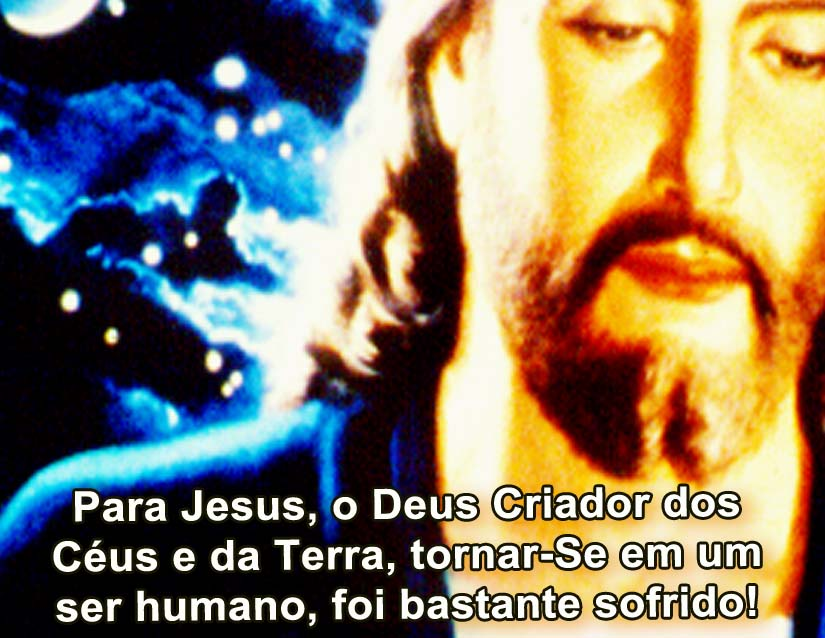 Para Jesus, o Deus Criador dos
Céus e da Terra, tornar-Se em um
ser humano, foi bastante sofrido!